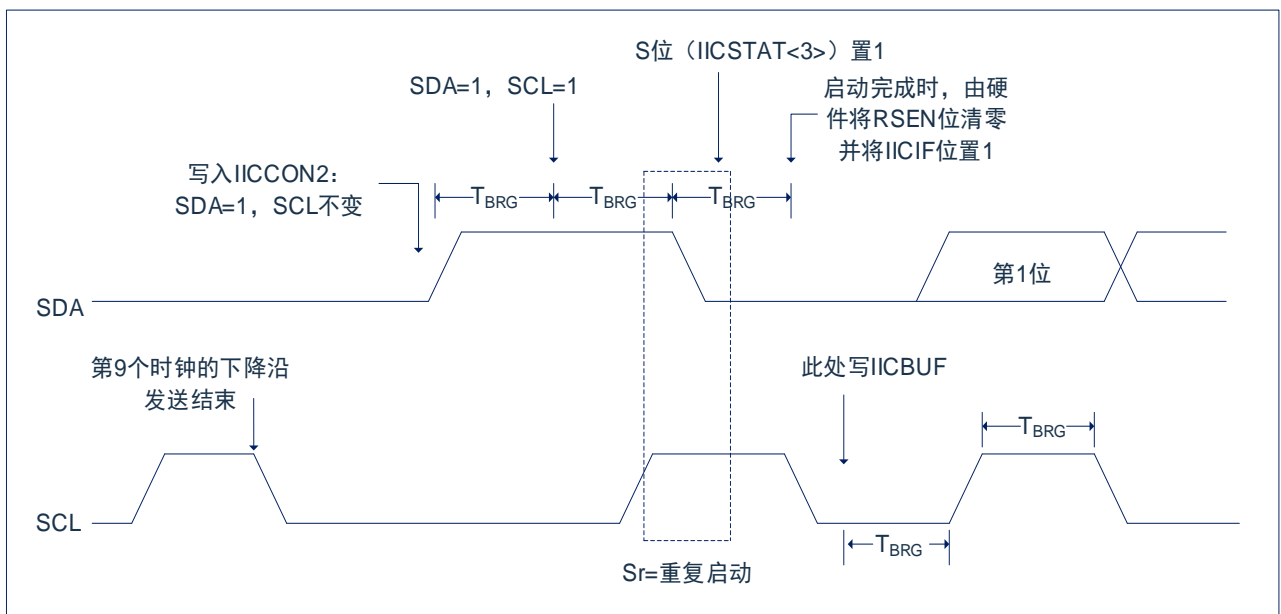 S位（IICSTAT<3>）置1
SDA=1，SCL=1
启动完成时，由硬
件将RSEN位清零
并将IICIF位置1
写入IICCON2：
SDA=1，SCL不变
TBRG
TBRG
TBRG
第1位
SDA
第9个时钟的下降沿
发送结束
此处写IICBUF
TBRG
SCL
TBRG
Sr=重复启动